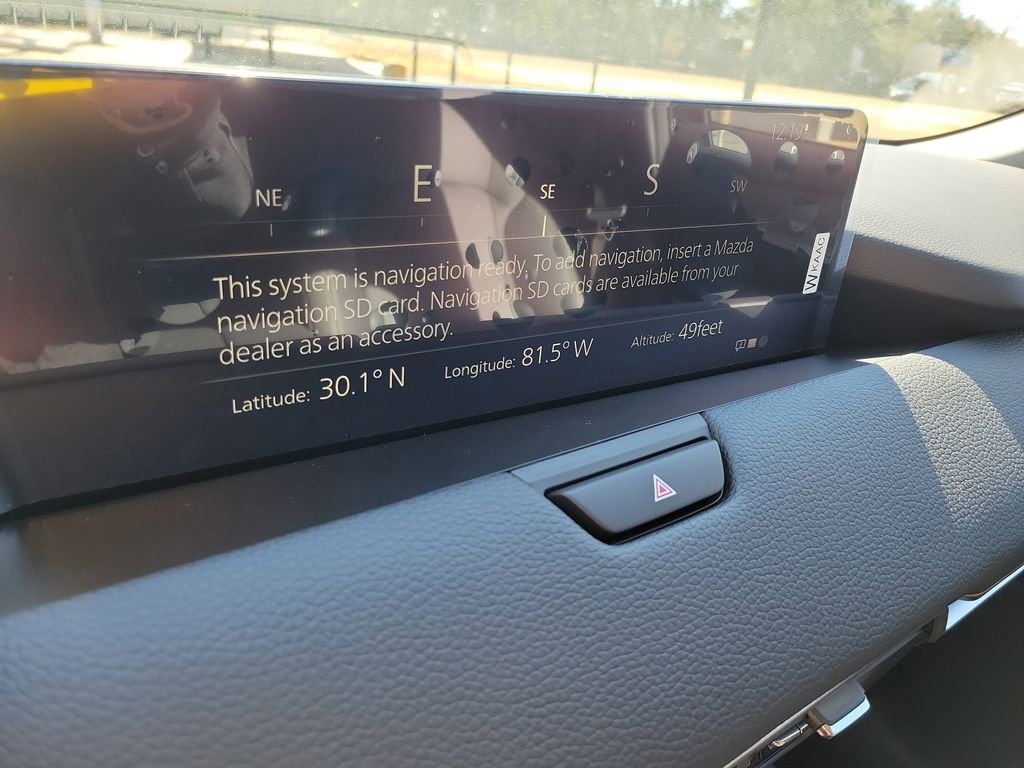 12:19
NE E SE S SW
This system is navigation ready. To add navigation, insert a Mazda
navigation SD card. Navigation SD cards are available from your
dealer as an accessory.
Latitude: 30.1° N Longitude: 81.5° W Altitude: 49feet
WKAAC